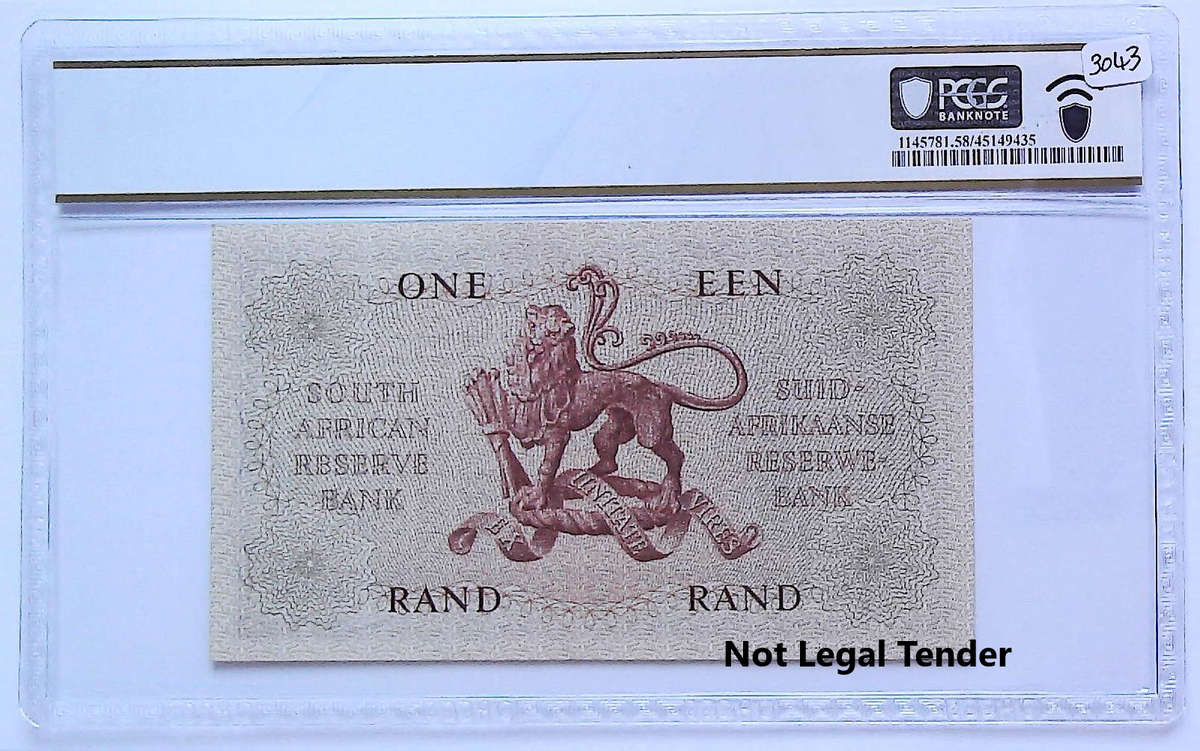 3043
PCGS
BANKNOTE
1145781.58/45149435
ONE EEN
SOUTH
AFRICAN
RESERVE
BANK
SUID-
AFRIKAANSE
RESERWE-
BANK
EX UNITATE VIRES
RAND RAND
Not Legal Tender